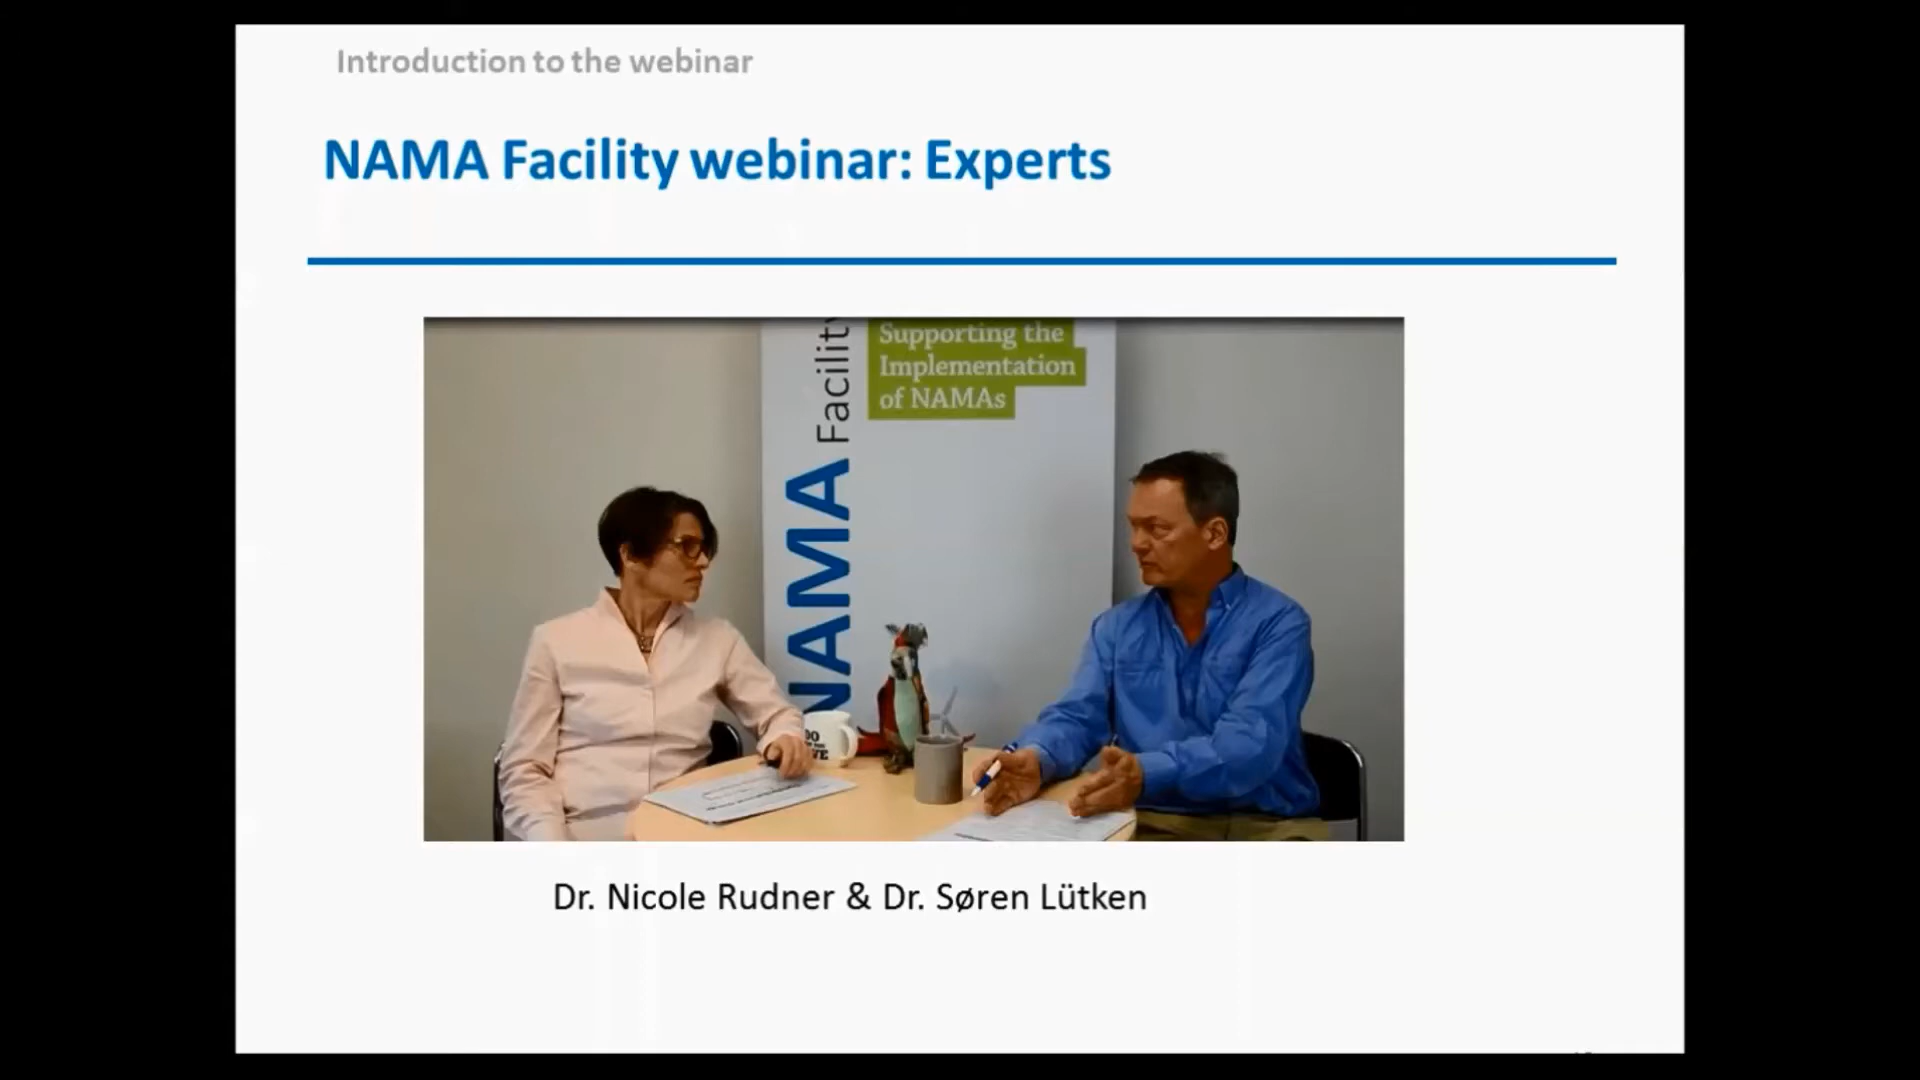 Introduction to the webinar
NAMA Facility webinar: Experts
NAMA Facility
Supporting the
Implementation
of NAMAs
Dr. Nicole Rudner & Dr. Søren Lütken